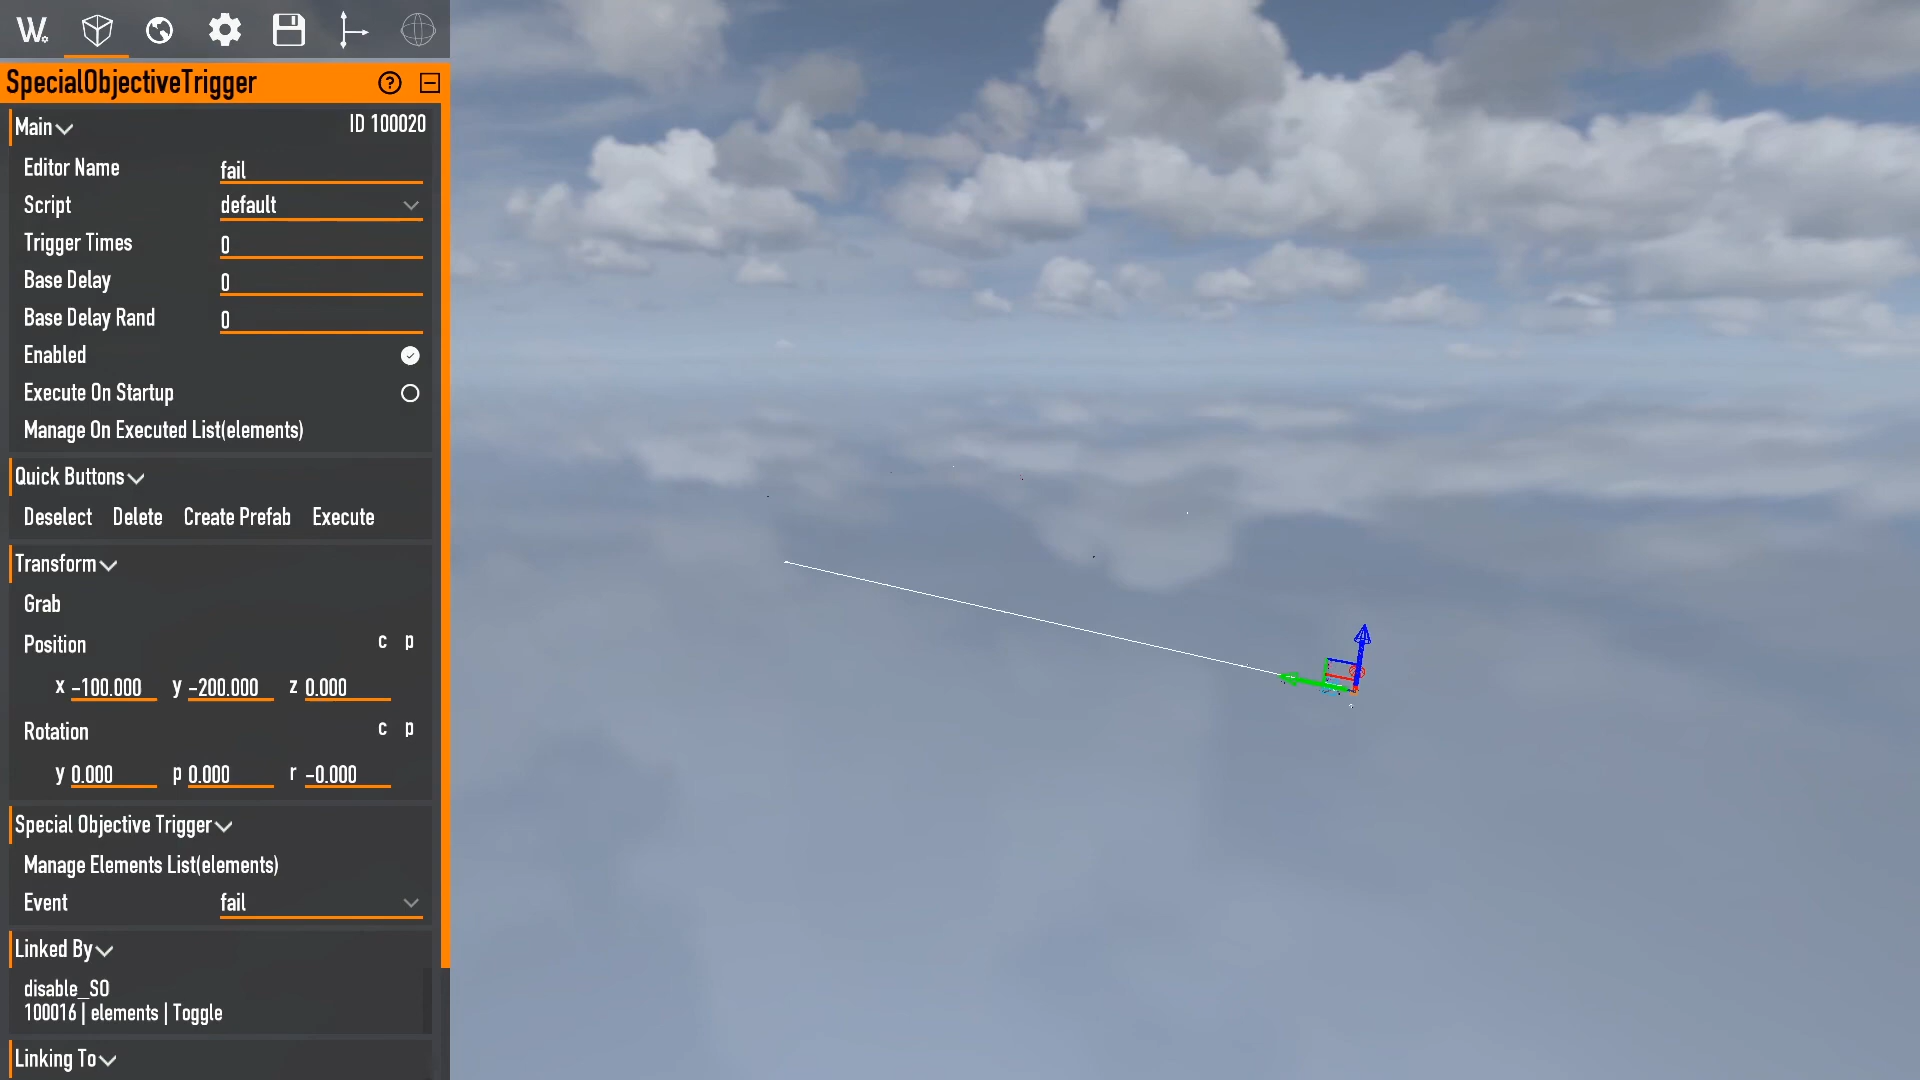 W.
SpecialObjectiveTrigger ?
Main ID 100020
Editor Name fail
Script default
Trigger Times 0
Base Delay 0
Base Delay Rand 0
Enabled
Execute On Startup
Manage On Executed List(elements)
Quick Buttons
Deselect Delete Create Prefab Execute
Transform
Grab
Position c p
x -100.000 y -200.000 z 0.000
Rotation c p
y 0.000 p 0.000 r -0.000
Special Objective Trigger
Manage Elements List(elements)
Event fail
Linked By
disable_SO
100016 | elements | Toggle
Linking To